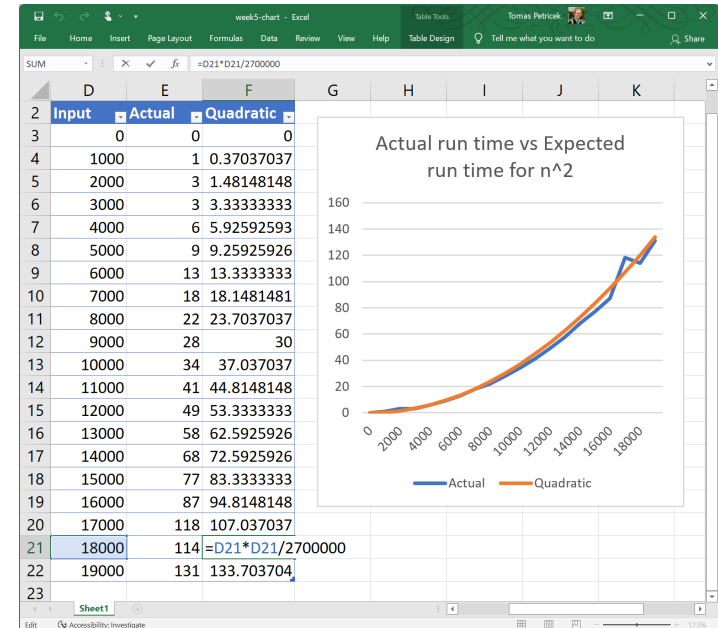 week5-chart - Excel
Table Tools
Tomas Petricek
File Home Insert Page Layout Formulas Data Review View Help Table Design Tell me what you want to do Share
SUM fx =D21*D21/2700000
D E F G H I J K
2 Input Actual Quadratic
3 0 0 0
4 1000 1 0.37037037
5 2000 3 1.48148148
6 3000 3 3.33333333
7 4000 6 5.92592593
8 5000 9 9.25925926
9 6000 13 13.3333333
10 7000 18 18.1481481
11 8000 22 23.7037037
12 9000 28 30
13 10000 34 37.037037
14 11000 41 44.8148148
15 12000 49 53.3333333
16 13000 58 62.5925926
17 14000 68 72.5925926
18 15000 77 83.3333333
19 16000 87 94.8148148
20 17000 118 107.037037
21 18000 114 =D21*D21/2700000
22 19000 131 133.703704
23
Actual run time vs Expected
run time for n^2
160
140
120
100
80
60
40
20
0
0 2000 4000 6000 8000 10000 12000 14000 16000 18000
Actual Quadratic
Sheet1
Edit Accessibility: Investigate 173%